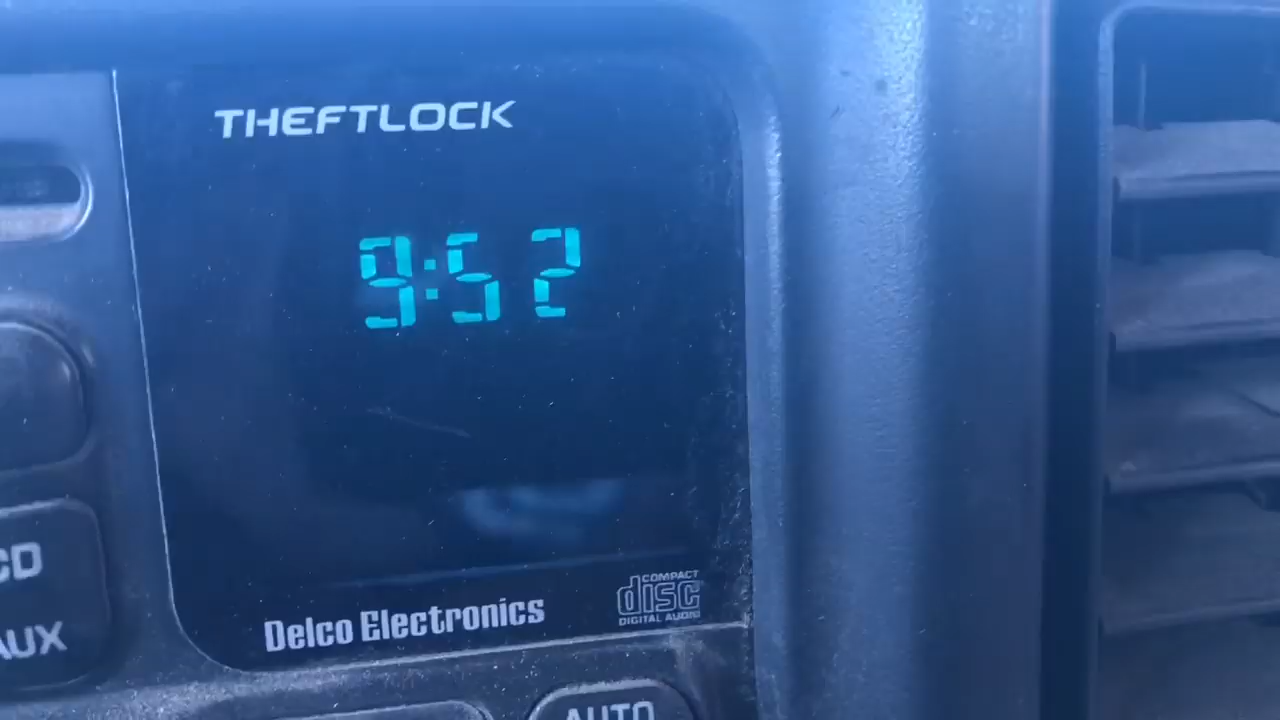 THEFTLOCK
9:52
CD
AUX
Delco Electronics
COMPACT
disc
DIGITAL AUDIO
AUTO